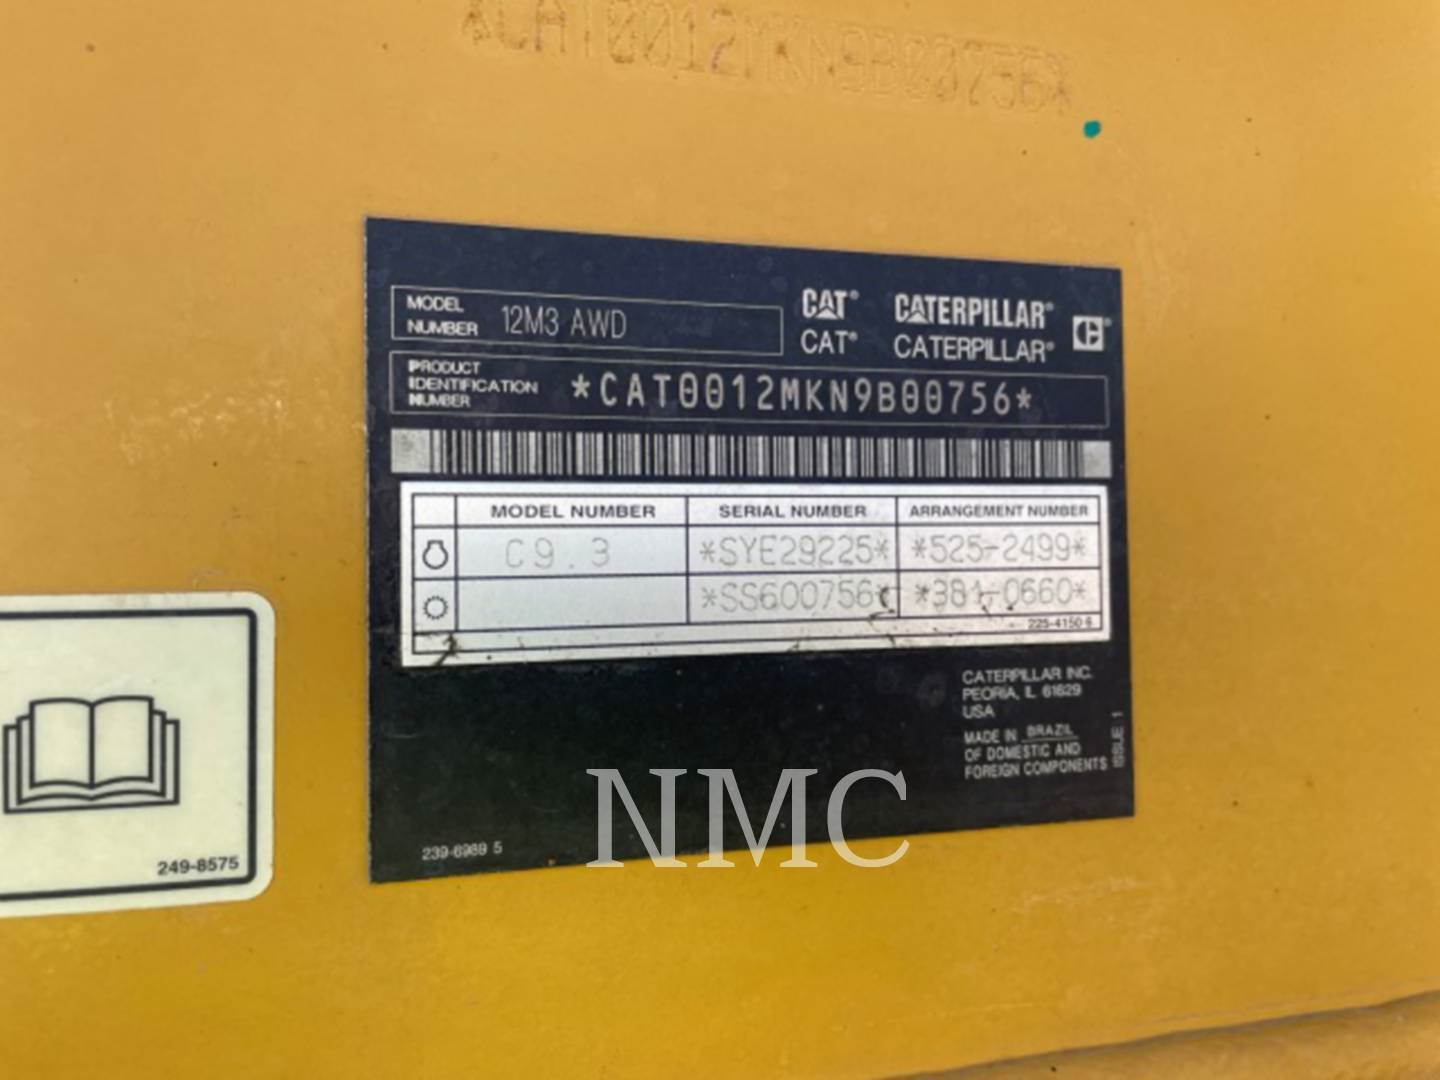 *CAT0012MKN9B00756*
MODEL NUMBER 12M3 AWD
CAT® CATERPILLAR®
CAT® CATERPILLAR®
PRODUCT IDENTIFICATION NUMBER *CAT0012MKN9B00756*
MODEL NUMBER SERIAL NUMBER ARRANGEMENT NUMBER
C9.3 *SYE29225* *525-2499*
*SS600756* *381-0660*
225-4150 6
CATERPILLAR INC.
PEORIA, IL 61629
USA
MADE IN BRAZIL
OF DOMESTIC AND
FOREIGN COMPONENTS
ISSUE 1
239-6989 5
249-8575
NMC